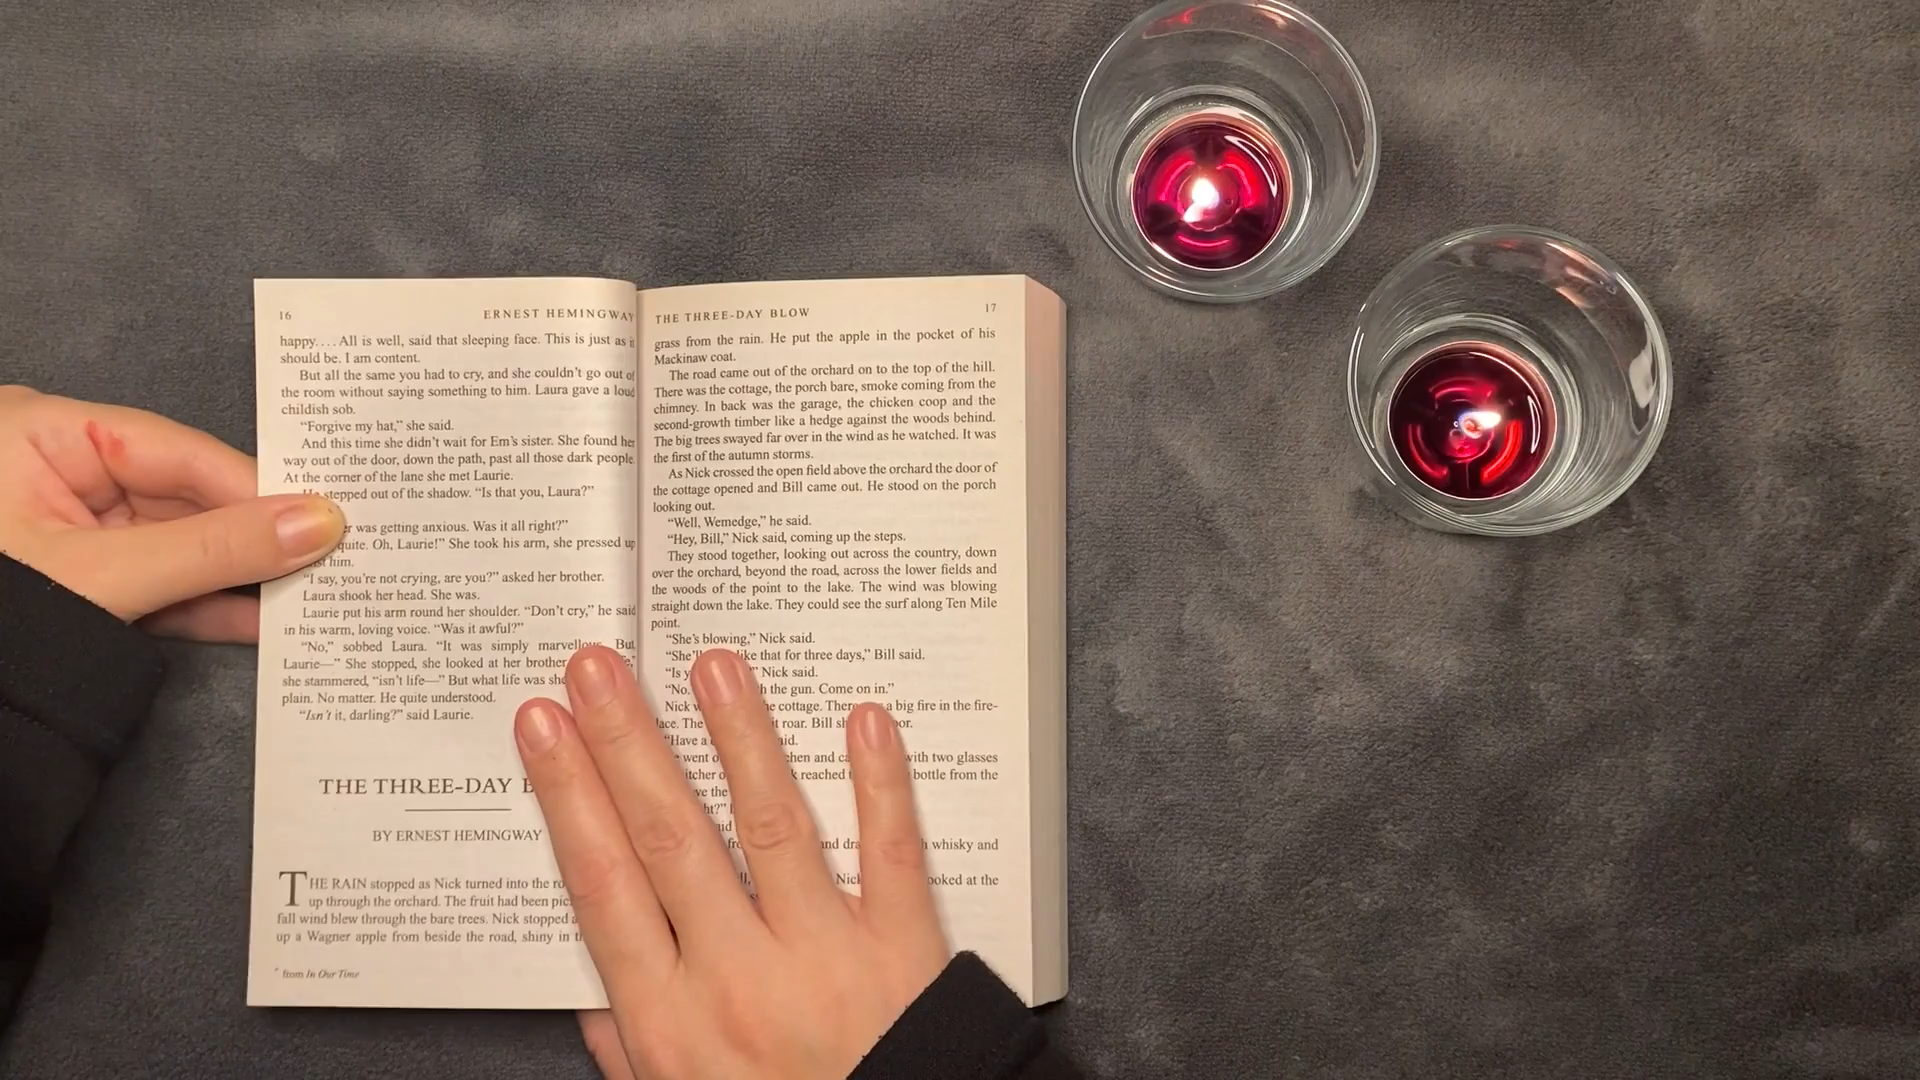 16 ERNEST HEMINGWAY
happy.... All is well, said that sleeping face. This is just as
should be. I am content.
But all the same you had to cry, and she couldn't go out of
the room without saying something to him. Laura gave a loud
childish sob.
"Forgive my hat," she said.
And this time she didn't wait for Em's sister. She found her
way out of the door, down the path, past all those dark people.
At the corner of the lane she met Laurie.
He stepped out of the shadow. "Is that you, Laura?"
was getting anxious. Was it all right?"
quite. Oh, Laurie!" She took his arm, she pressed up
him.
"I say, you're not crying, are you?" asked her brother.
Laura shook her head. She was.
Laurie put his arm round her shoulder. "Don't cry," he said
in his warm, loving voice. "Was it awful?"
"No," sobbed Laura. "It was simply marvellous. But
Laurie—" She stopped, she looked at her brother
she stammered, "isn't life—" But what life was she
plain. No matter. He quite understood.
"Isn't it, darling?" said Laurie.
THE THREE-DAY
BY ERNEST HEMINGWAY
THE RAIN stopped as Nick turned into the
up through the orchard. The fruit had been
fall wind blew through the bare trees. Nick stopped
up a Wagner apple from beside the road, shiny in
* from In Our Time
THE THREE-DAY BLOW 17
grass from the rain. He put the apple in the pocket of his
Mackinaw coat.
The road came out of the orchard on to the top of the hill.
There was the cottage, the porch bare, smoke coming from the
chimney. In back was the garage, the chicken coop and the
second-growth timber like a hedge against the woods behind.
The big trees swayed far over in the wind as he watched. It was
the first of the autumn storms.
As Nick crossed the open field above the orchard the door of
the cottage opened and Bill came out. He stood on the porch
looking out.
"Well, Wemedge," he said.
"Hey, Bill," Nick said, coming up the steps.
They stood together, looking out across the country, down
over the orchard, beyond the road, across the lower fields and
the woods of the point to the lake. The wind was blowing
straight down the lake. They could see the surf along Ten Mile
point.
"She's blowing," Nick said.
"She'll like that for three days," Bill said.
"Is Nick said.
"No. the gun. Come on in."
Nick cottage. There a big fire in the fire-
The it roar. Bill
"Have a
went with two glasses
reached bottle from the
the
and whisky and
Nick looked at the